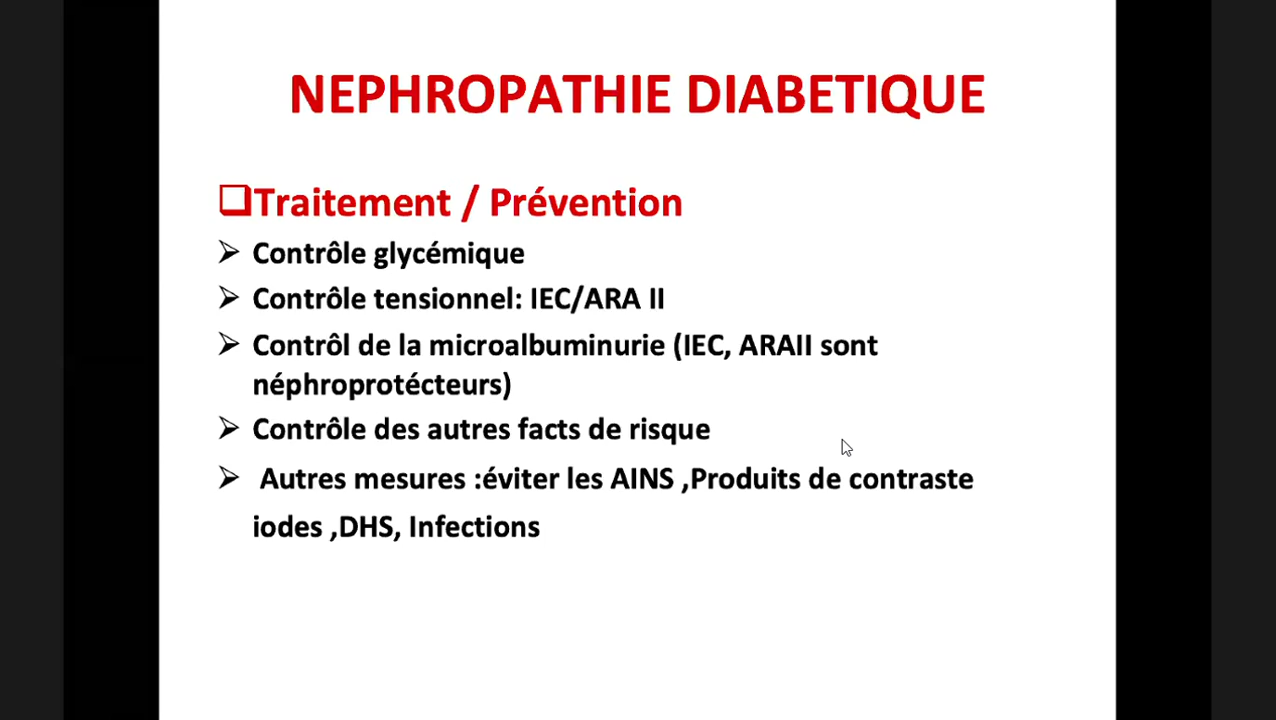 NEPHROPATHIE DIABETIQUE
Traitement / Prévention
Contrôle glycémique
Contrôle tensionnel: IEC/ARA II
Contrôl de la microalbuminurie (IEC, ARAII sont
néphroprotécteurs)
Contrôle des autres facts de risque
Autres mesures :éviter les AINS ,Produits de contraste
iodes ,DHS, Infections